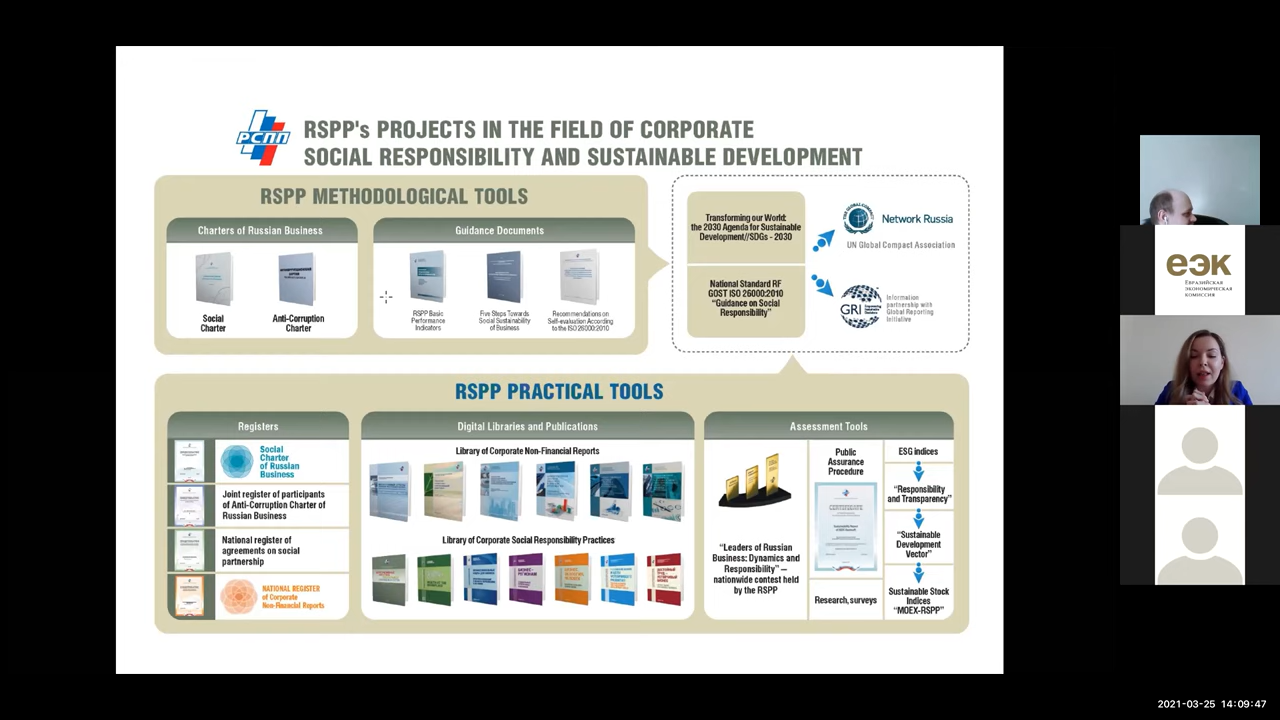 РСПП
RSPP's PROJECTS IN THE FIELD OF CORPORATE
SOCIAL RESPONSIBILITY AND SUSTAINABLE DEVELOPMENT
RSPP METHODOLOGICAL TOOLS
Charters of Russian Business
Social
Charter
Anti-Corruption
Charter
Guidance Documents
RSPP Basic
Performance
Indicators
Five Steps Towards
Social Sustainability
of Business
Recommendations on
Self-evaluation According
to the ISO 26000:2010
Transforming our World:
the 2030 Agenda for Sustainable
Development//SDGs - 2030
National Standard RF
GOST ISO 26000:2010
“Guidance on Social
Responsibility”
Network Russia
UN Global Compact Association
GRI
Information
partnership with
Global Reporting
Initiative
RSPP PRACTICAL TOOLS
Registers
Social
Charter
of Russian
Business
Joint register of participants
of Anti-Corruption Charter of
Russian Business
National register of
agreements on social
partnership
NATIONAL REGISTER
of Corporate
Non-Financial Reports
Digital Libraries and Publications
Library of Corporate Non-Financial Reports
Library of Corporate Social Responsibility Practices
Assessment Tools
“Leaders of Russian
Business: Dynamics and
Responsibility” —
nationwide contest held
by the RSPP
Public
Assurance
Procedure
CERTIFICATE
Research, surveys
ESG indices
“Responsibility
and Transparency”
“Sustainable
Development
Vector”
Sustainable Stock
Indices
“MOEX-RSPP”
еэк
ЕВРАЗИЙСКАЯ
ЭКОНОМИЧЕСКАЯ
КОМИССИЯ
2021-03-25 14:09:47